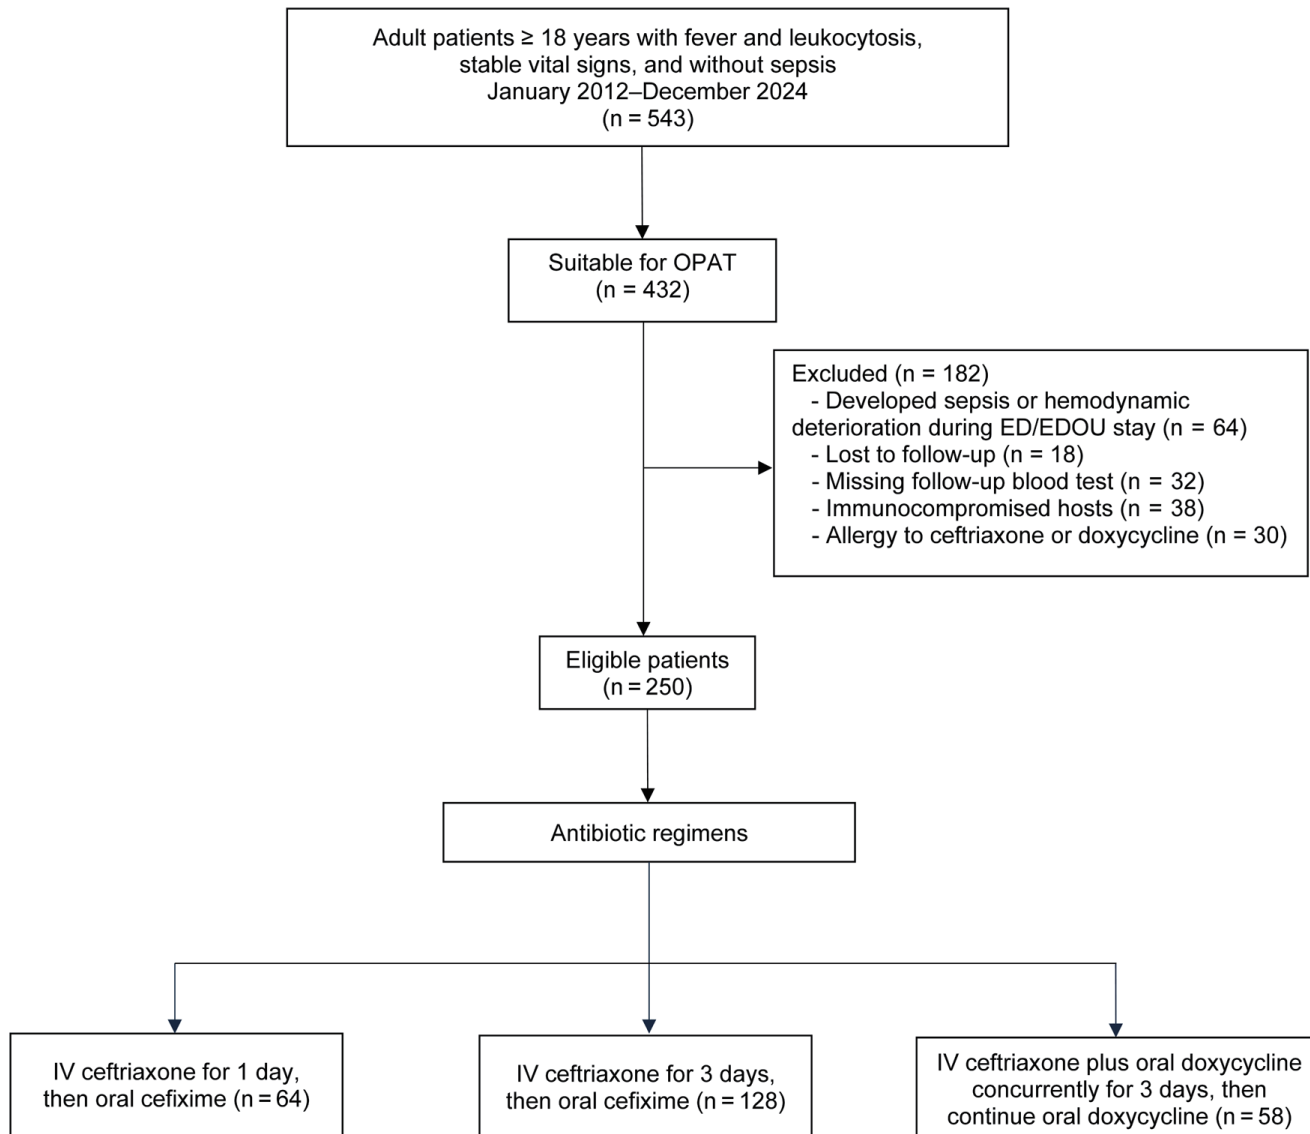 Adult patients ≥ 18 years with fever and leukocytosis,
stable vital signs, and without sepsis
January 2012–December 2024
(n = 543)
Suitable for OPAT
(n = 432)
Excluded (n = 182)
- Developed sepsis or hemodynamic
deterioration during ED/EDOU stay (n = 64)
- Lost to follow-up (n = 18)
- Missing follow-up blood test (n = 32)
- Immunocompromised hosts (n = 38)
- Allergy to ceftriaxone or doxycycline (n = 30)
Eligible patients
(n = 250)
Antibiotic regimens
IV ceftriaxone for 1 day,
then oral cefixime (n = 64)
IV ceftriaxone for 3 days,
then oral cefixime (n = 128)
IV ceftriaxone plus oral doxycycline
concurrently for 3 days, then
continue oral doxycycline (n = 58)